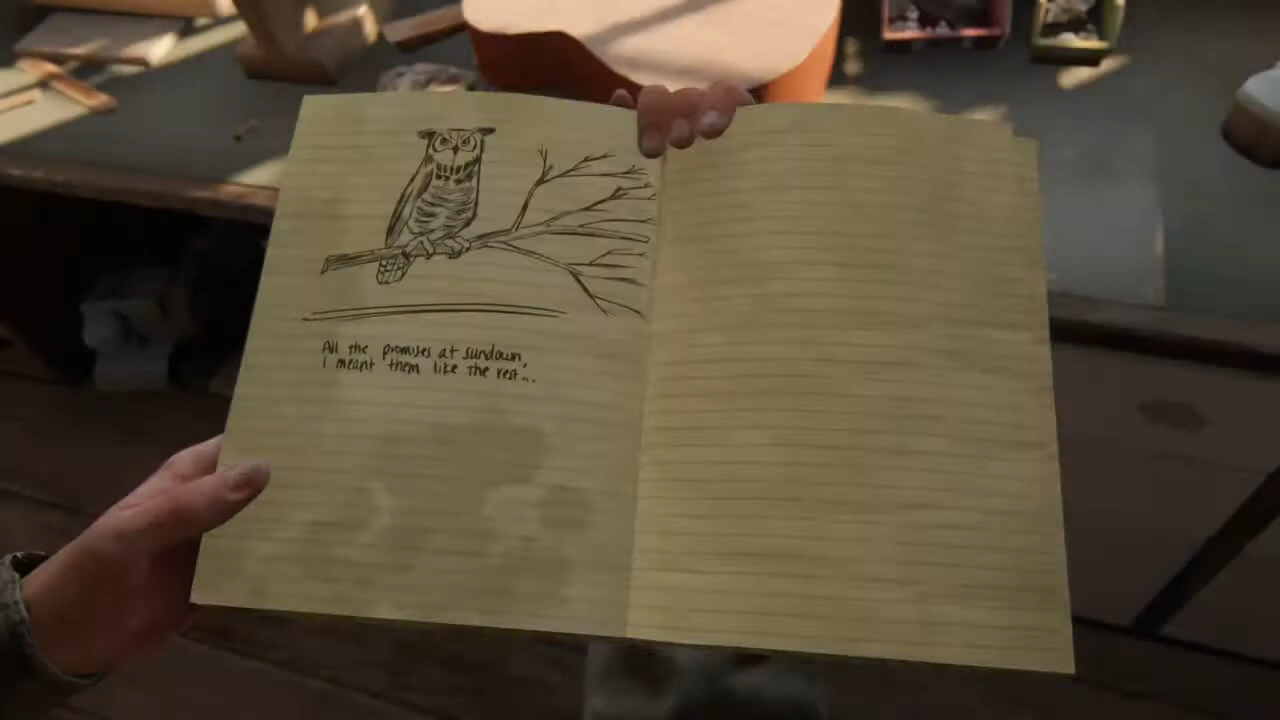 All the promises at sundown,
I meant them like the rest...